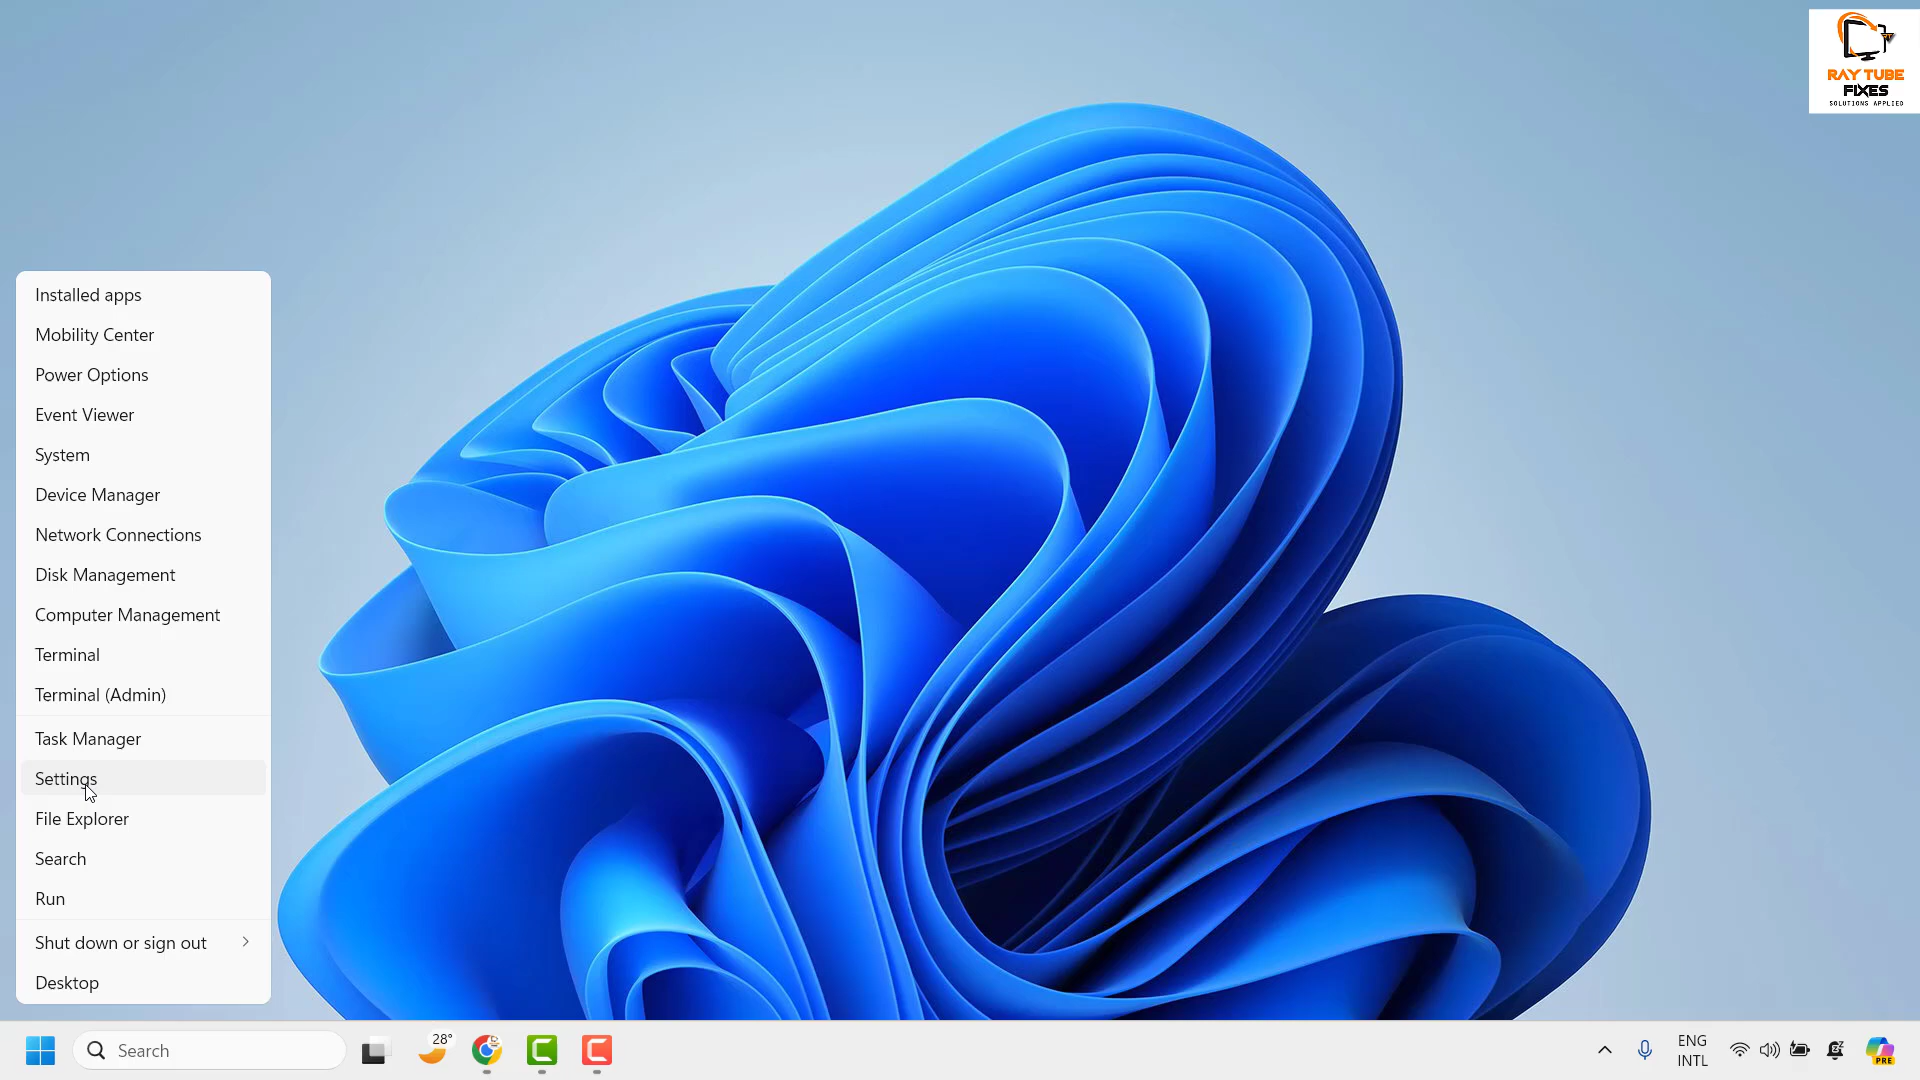 RAY TUBE
FIXES
SOLUTIONS APPLIED
Installed apps
Mobility Center
Power Options
Event Viewer
System
Device Manager
Network Connections
Disk Management
Computer Management
Terminal
Terminal (Admin)
Task Manager
Settings
File Explorer
Search
Run
Shut down or sign out
Desktop
Search
28°
ENG
INTL
PRE